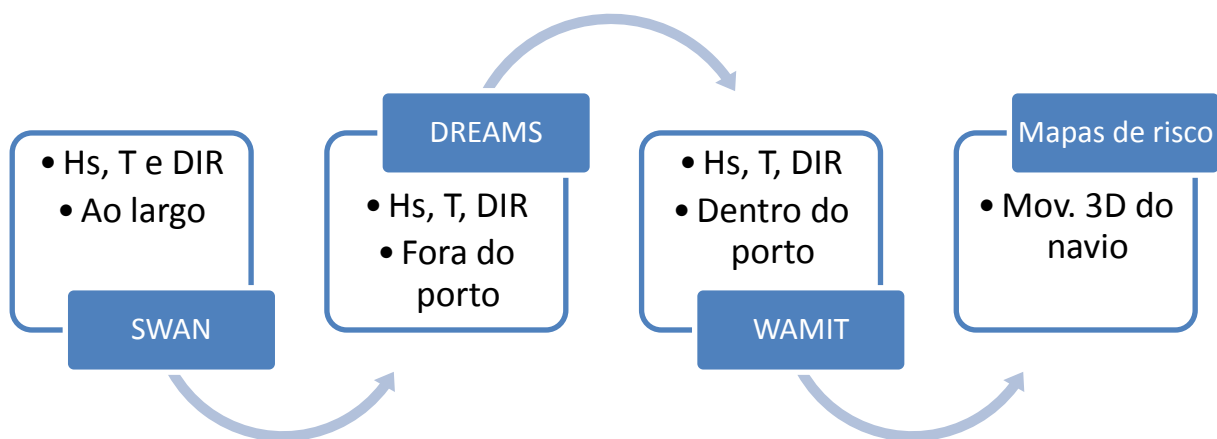 • Hs, T e DIR
• Ao largo
SWAN
DREAMS
• Hs, T, DIR
• Fora do
porto
• Hs, T, DIR
• Dentro do
porto
WAMIT
Mapas de risco
• Mov. 3D do
navio